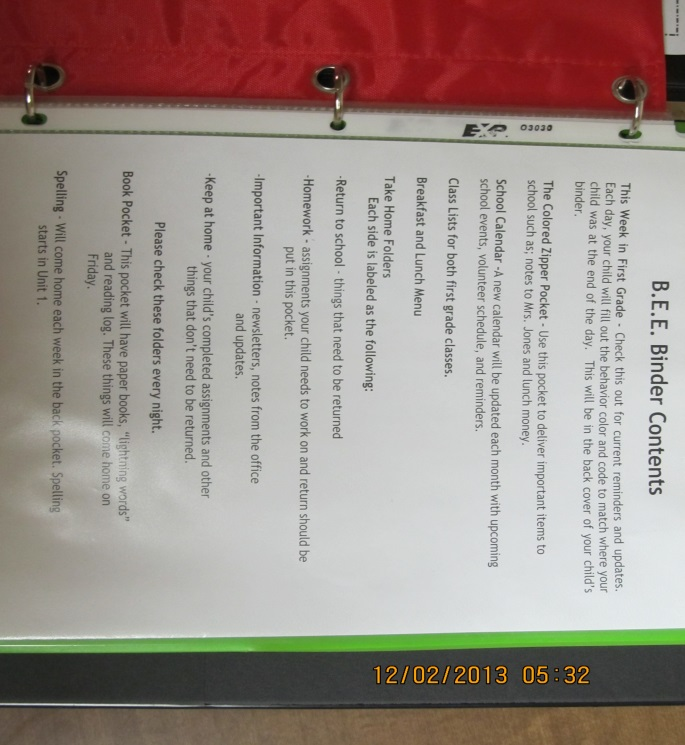 B.E.E. Binder Contents
This Week in First Grade - Check this out for current reminders and updates.
Each day, your child will fill out the behavior color and code to match where your
child was at the end of the day.  This will be in the back cover of your child's
binder.
The Colored Zipper Pocket - Use this pocket to deliver important items to
school such as; notes to Mrs. Jones and lunch money.
School Calendar -A new calendar will be updated each month with upcoming
school events, volunteer schedule, and reminders.
Class Lists for both first grade classes.
Breakfast and Lunch Menu
Take Home Folders
Each side is labeled as the following:
·Return to school - things that need to be returned
·Homework - assignments your child needs to work on and return should be
put in this pocket.
·Important Information - newsletters, notes from the office
and updates.
·Keep at home - your child's completed assignments and other
things that don't need to be returned.
Please check these folders every night.
Book Pocket - This pocket will have paper books, "lightning words"
and reading log.  These things will come home on
Friday.
Spelling - Will come home each week in the back pocket. Spelling
starts in Unit 1.
03020
12/02/2013 05:32